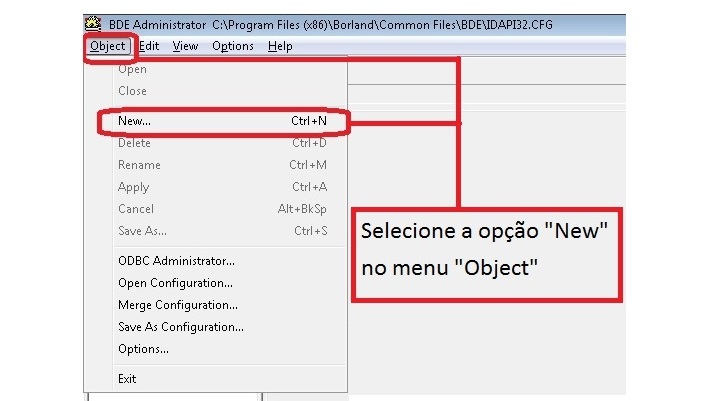 BDE Administrator C:\Program Files (x86)\Borland\Common Files\BDE\IDAPI32.CFG
Object Edit View Options Help
Open
Close
New... Ctrl+N
Delete Ctrl+D
Rename Ctrl+M
Apply Ctrl+A
Cancel Alt+BkSp
Save As... Ctrl+S
ODBC Administrator...
Open Configuration...
Merge Configuration...
Save As Configuration...
Options...
Exit
Selecione a opção "New"
no menu "Object"